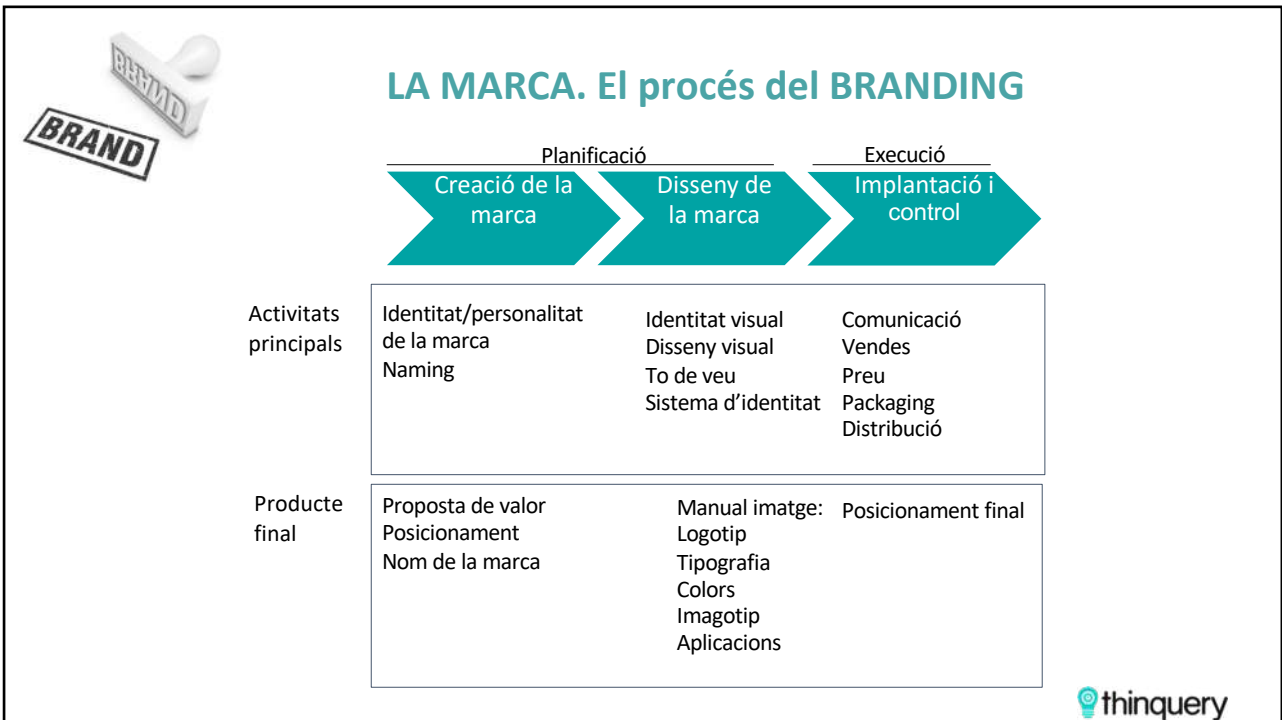 BRAND
BRAND
LA MARCA. El procés del BRANDING
Planificació
Execució
Creació de la
marca
Disseny de
la marca
Implantació i
control
Activitats
principals
Identitat/personalitat
de la marca
Naming
Identitat visual
Disseny visual
To de veu
Sistema d’identitat
Comunicació
Vendes
Preu
Packaging
Distribució
Producte
final
Proposta de valor
Posicionament
Nom de la marca
Manual imatge:
Logotip
Tipografia
Colors
Imagotip
Aplicacions
Posicionament final
thinquery